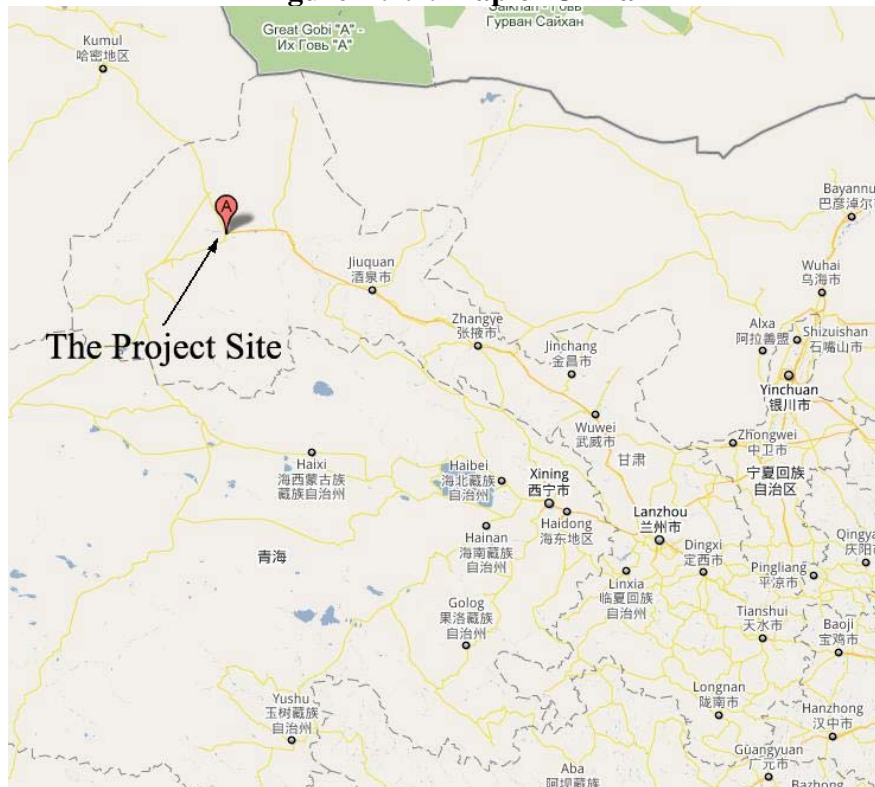 Great Gobi "A" -
Их Говь "А"
Гурван Сайхан
Kumul
哈密地区
A
Bayannu
巴彦淖尔市
Wuhai
乌海市
Jiuquan
酒泉市
Zhangye
张掖市
Alxa
阿拉善盟
Shizuishan
石嘴山市
The Project Site
Jinchang
金昌市
Yinchuan
银川市
Wuwei
武威市
Zhongwei
中卫市
甘肃
宁夏回族
自治区
Haixi
海西蒙古族
藏族自治州
Haibei
海北藏族
自治州
Xining
西宁市
Haidong
海东地区
Lanzhou
兰州市
Hainan
海南藏族
自治州
Dingxi
定西市
Qingya
庆阳市
青海
Pingliang
平凉市
Linxia
临夏回族
自治州
Golog
果洛藏族
自治州
Tianshui
天水市
Baoji
宝鸡市
Longnan
陇南市
Yushu
玉树藏族
自治州
Hanzhong
汉中市
Guangyuan
广元市
Aba
阿坝藏族
Bazhong